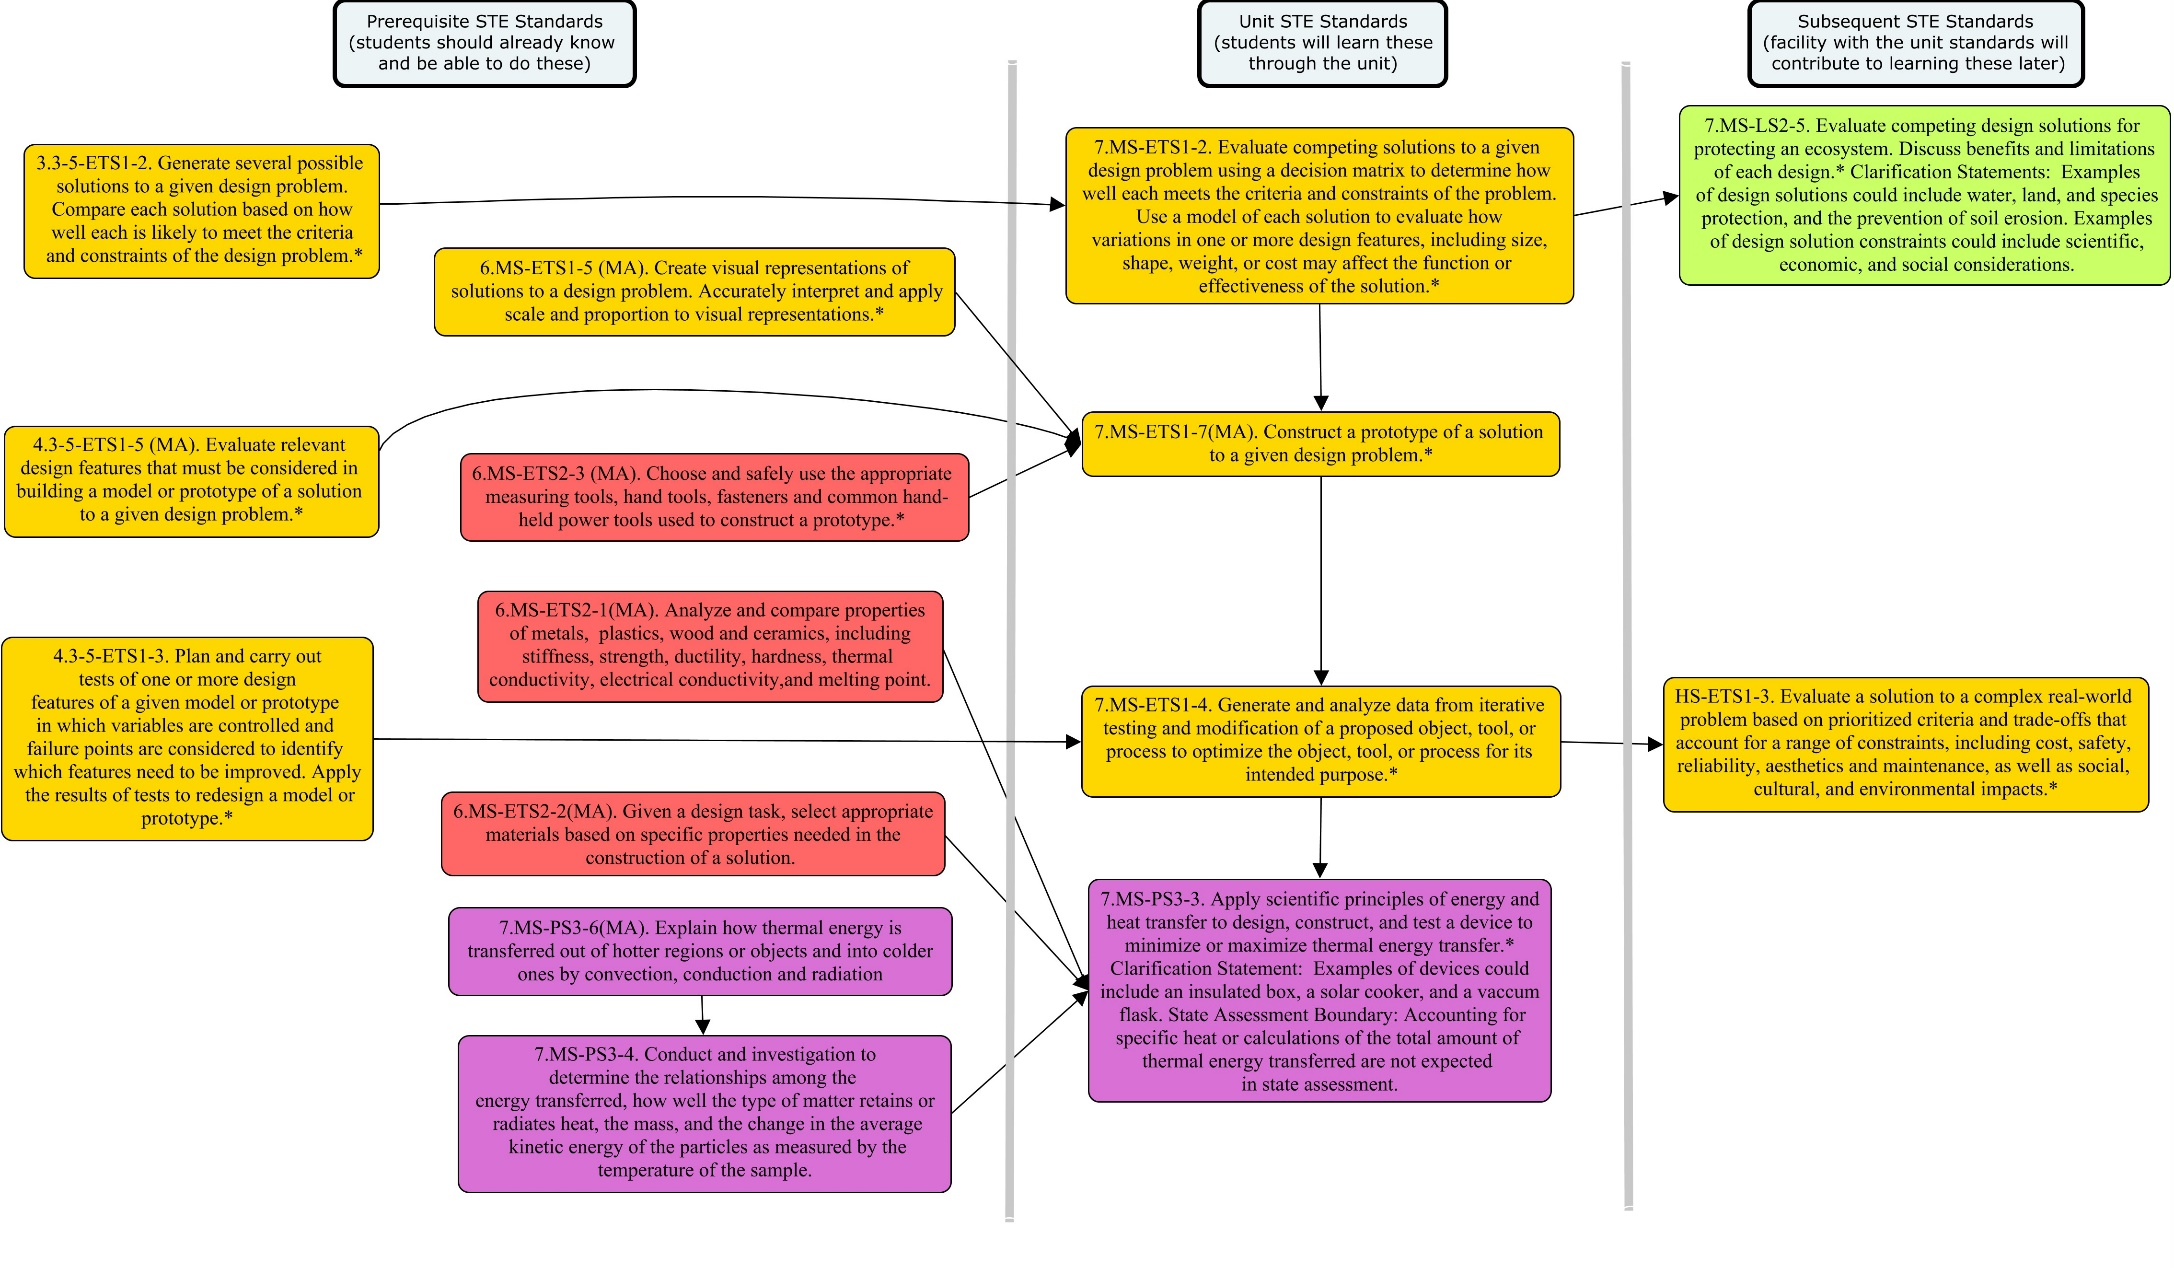 Prerequisite STE Standards
(students should already know
and be able to do these)
Unit STE Standards
(students will learn these
through the unit)
Subsequent STE Standards
(facility with the unit standards will
contribute to learning these later)
3.3-5-ETS1-2. Generate several possible
solutions to a given design problem.
Compare each solution based on how
well each is likely to meet the criteria
and constraints of the design problem.*
6.MS-ETS1-5 (MA). Create visual representations of
solutions to a design problem. Accurately interpret and apply
scale and proportion to visual representations.*
4.3-5-ETS1-5 (MA). Evaluate relevant
design features that must be considered in
building a model or prototype of a solution
to a given design problem.*
6.MS-ETS2-3 (MA). Choose and safely use the appropriate
measuring tools, hand tools, fasteners and common hand-
held power tools used to construct a prototype.*
6.MS-ETS2-1(MA). Analyze and compare properties
of metals,  plastics, wood and ceramics, including
stiffness, strength, ductility, hardness, thermal
conductivity, electrical conductivity,and melting point.
4.3-5-ETS1-3. Plan and carry out
tests of one or more design
features of a given model or prototype
in which variables are controlled and
failure points are considered to identify
which features need to be improved. Apply
the results of tests to redesign a model or
prototype.*
6.MS-ETS2-2(MA). Given a design task, select appropriate
materials based on specific properties needed in the
construction of a solution.
7.MS-PS3-6(MA). Explain how thermal energy is
transferred out of hotter regions or objects and into colder
ones by convection, conduction and radiation
7.MS-PS3-4. Conduct and investigation to
determine the relationships among the
energy transferred, how well the type of matter retains or
radiates heat, the mass, and the change in the average
kinetic energy of the particles as measured by the
temperature of the sample.
7.MS-ETS1-2. Evaluate competing solutions to a given
design problem using a decision matrix to determine how
well each meets the criteria and constraints of the problem.
Use a model of each solution to evaluate how
variations in one or more design features, including size,
shape, weight, or cost may affect the function or
effectiveness of the solution.*
7.MS-ETS1-7(MA). Construct a prototype of a solution
to a given design problem.*
7.MS-ETS1-4. Generate and analyze data from iterative
testing and modification of a proposed object, tool, or
process to optimize the object, tool, or process for its
intended purpose.*
7.MS-PS3-3. Apply scientific principles of energy and
heat transfer to design, construct, and test a device to
minimize or maximize thermal energy transfer.*
Clarification Statement:  Examples of devices could
include an insulated box, a solar cooker, and a vaccum
flask. State Assessment Boundary: Accounting for
specific heat or calculations of the total amount of
thermal energy transferred are not expected
in state assessment.
7.MS-LS2-5. Evaluate competing design solutions for
protecting an ecosystem. Discuss benefits and limitations
of each design.* Clarification Statements:  Examples
of design solutions could include water, land, and species
protection, and the prevention of soil erosion. Examples
of design solution constraints could include scientific,
economic, and social considerations.
HS-ETS1-3. Evaluate a solution to a complex real-world
problem based on prioritized criteria and trade-offs that
account for a range of constraints, including cost, safety,
reliability, aesthetics and maintenance, as well as social,
cultural, and environmental impacts.*